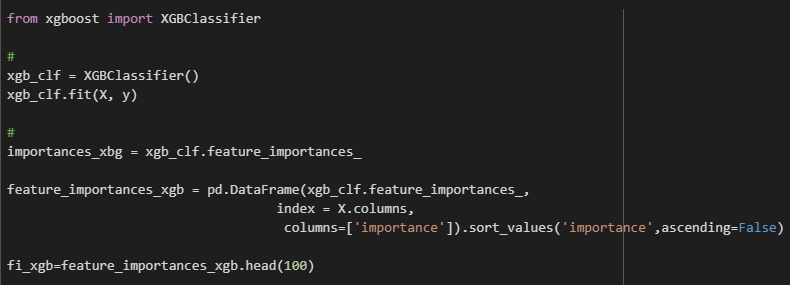 from xgboost import XGBClassifier
#
xgb_clf = XGBClassifier()
xgb_clf.fit(X, y)
#
importances_xbg = xgb_clf.feature_importances_
feature_importances_xgb = pd.DataFrame(xgb_clf.feature_importances_,
index = X.columns,
columns=['importance']).sort_values('importance',ascending=False)
fi_xgb=feature_importances_xgb.head(100)